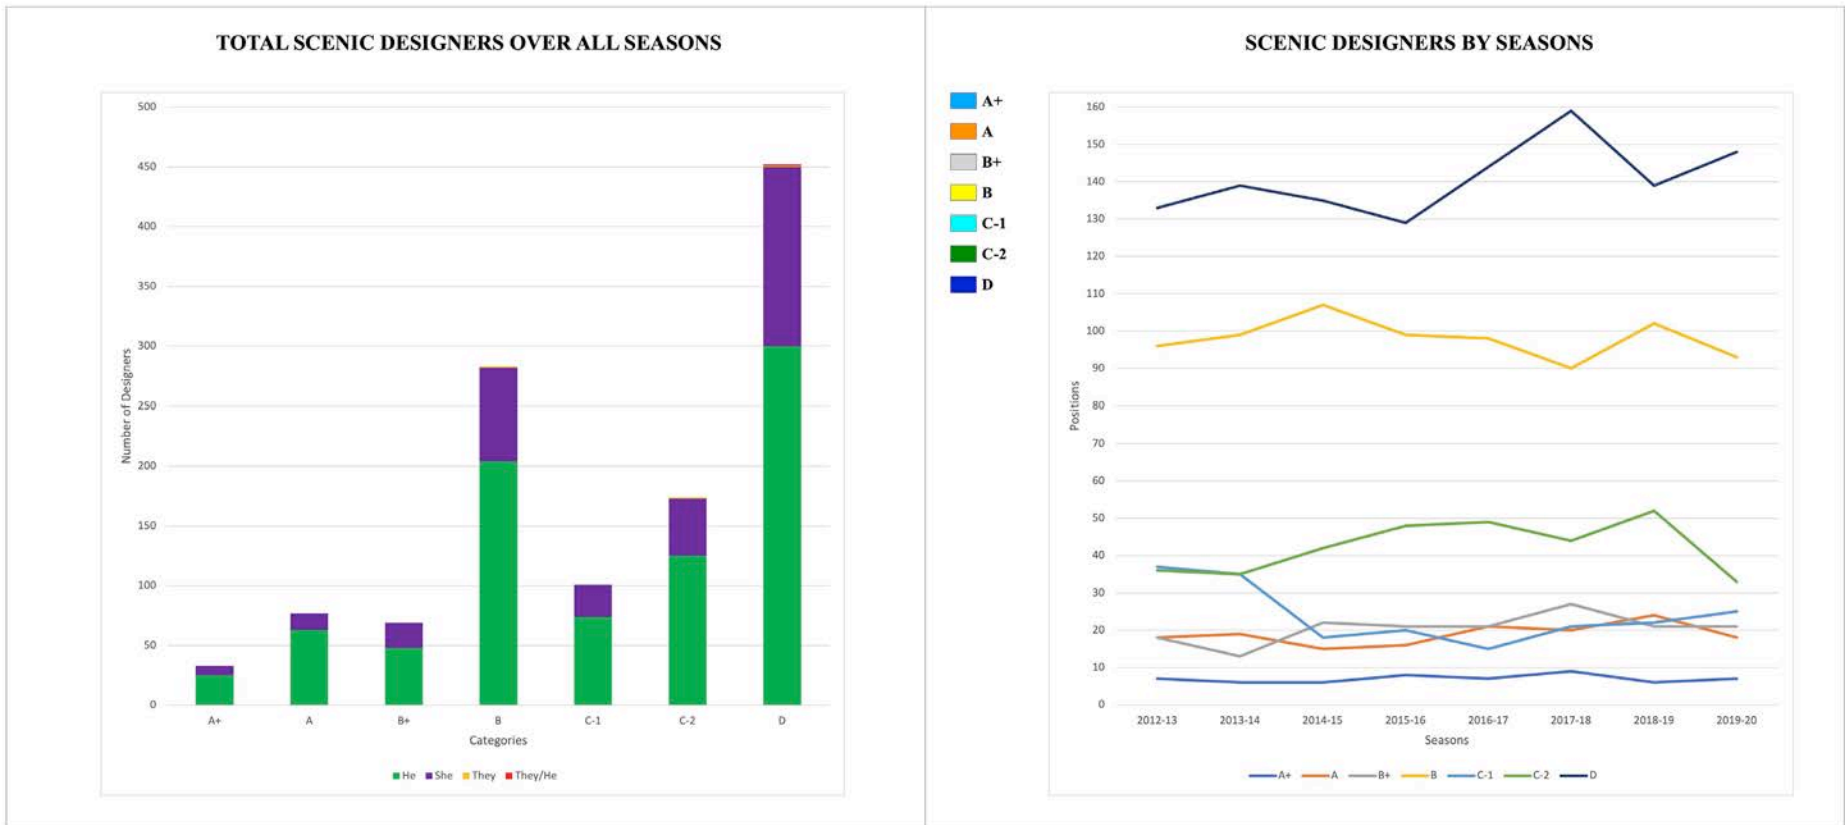 TOTAL SCENIC DESIGNERS OVER ALL SEASONS
500
450
400
350
300
250
200
150
100
50
0
Number of Designers
A+ A B+ B C-1 C-2 D
Categories
He She They They/He
SCENIC DESIGNERS BY SEASONS
A+
A
B+
B
C-1
C-2
D
160
150
140
130
120
110
100
90
80
70
60
50
40
30
20
10
0
Positions
2012-13 2013-14 2014-15 2015-16 2016-17 2017-18 2018-19 2019-20
Seasons
A+ A B+ B C-1 C-2 D